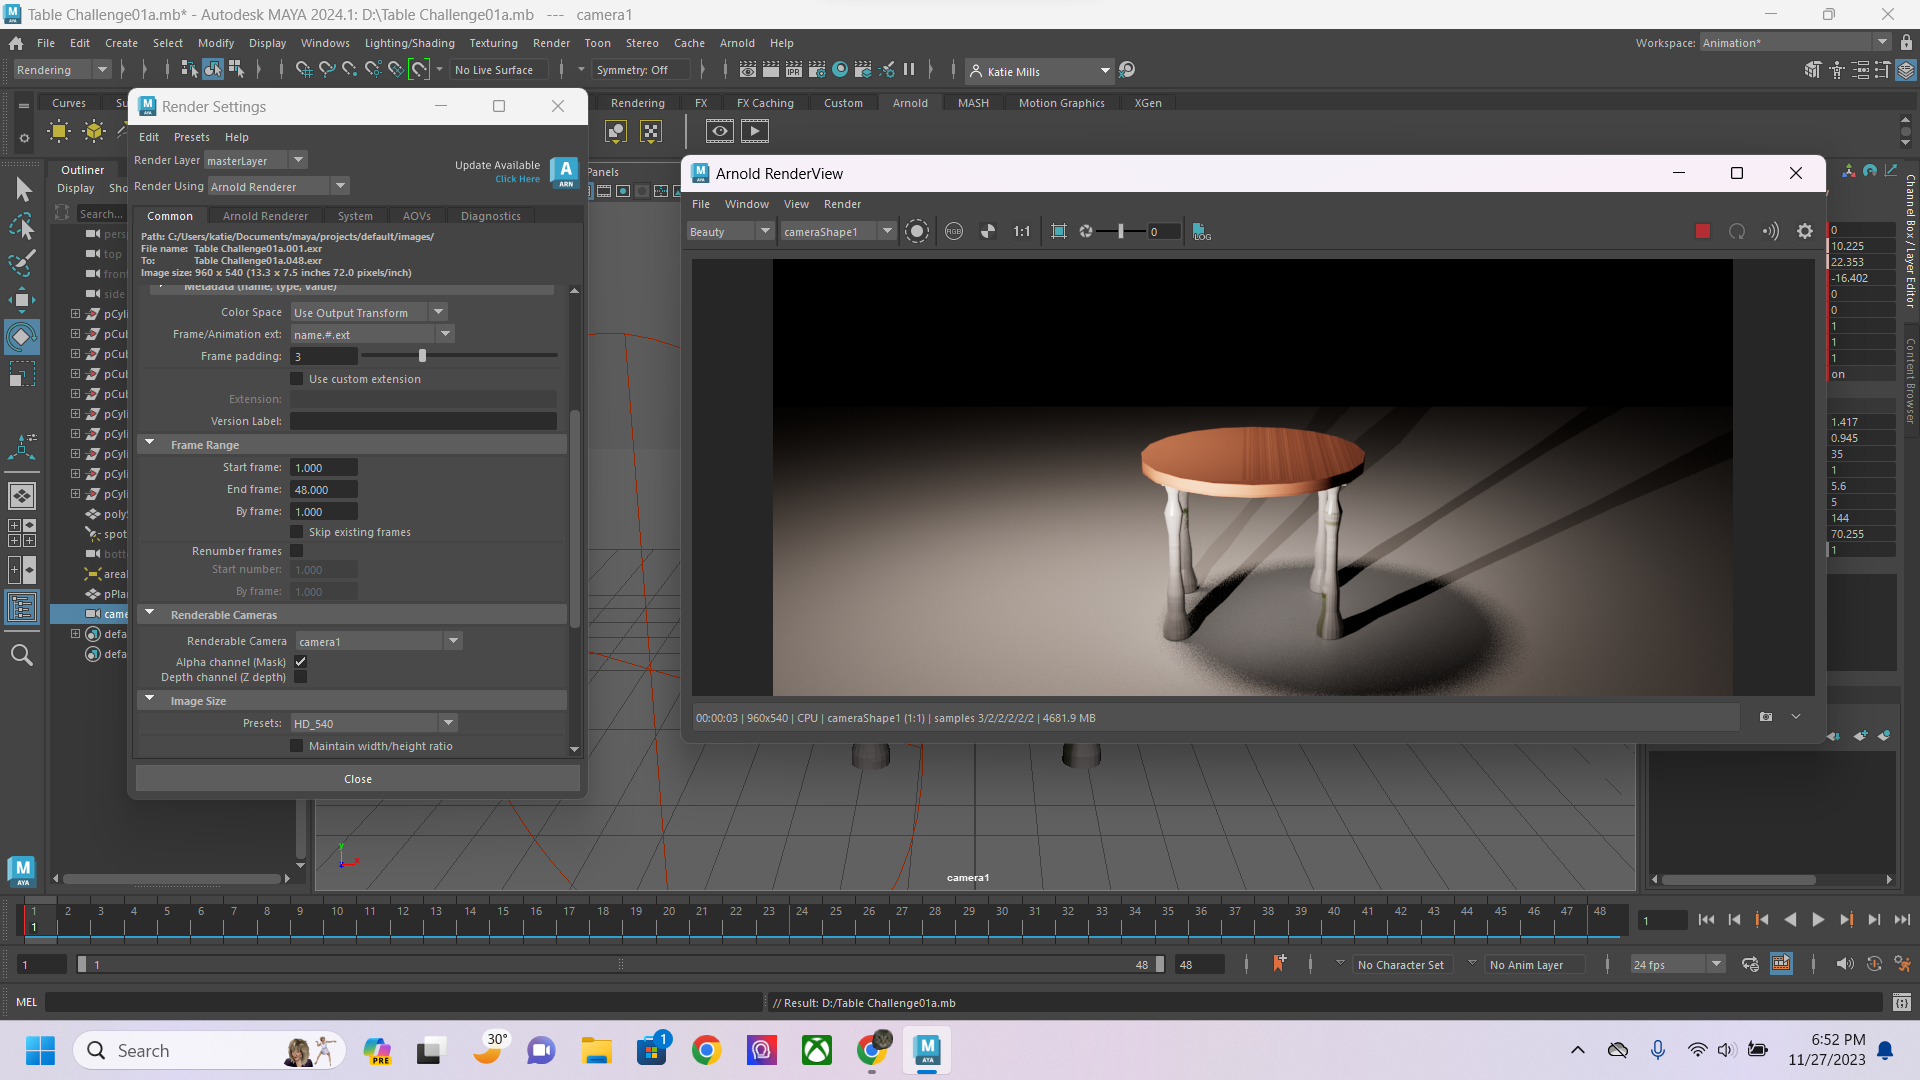 Table Challenge01a.mb* - Autodesk MAYA 2024.1: D:\Table Challenge01a.mb --- camera1
File Edit Create Select Modify Display Windows Lighting/Shading Texturing Render Toon Stereo Cache Arnold Help
Workspace: Animation*
Rendering No Live Surface Symmetry: Off Katie Mills
Curves Rendering FX FX Caching Custom Arnold MASH Motion Graphics XGen
Render Settings
Edit Presets Help
Render Layer masterLayer
Update Available
Click Here
ARN
Render Using Arnold Renderer
Common Arnold Renderer System AOVs Diagnostics
Path: C:/Users/katie/Documents/maya/projects/default/images/
File name: Table Challenge01a.001.exr
To: Table Challenge01a.048.exr
Image size: 960 x 540 (13.3 x 7.5 inches 72.0 pixels/inch)
Metadata (name, type, value)
Color Space Use Output Transform
Frame/Animation ext: name.#.ext
Frame padding: 3
Use custom extension
Extension:
Version Label:
Frame Range
Start frame: 1.000
End frame: 48.000
By frame: 1.000
Skip existing frames
Renumber frames
Start number: 1.000
By frame: 1.000
Renderable Cameras
Renderable Camera camera1
Alpha channel (Mask)
Depth channel (Z depth)
Image Size
Presets: HD_540
Maintain width/height ratio
Close
Outliner
Display Sho
Search...
pers
top
front
side
pCyli
pCub
pCub
pCub
pCub
pCyli
pCyli
pCyli
pCyli
pCyli
polyS
spot
bott
areal
pPlan
came
defa
defa
Panels
Arnold RenderView
File Window View Render
Beauty cameraShape1 RGB 1:1 0 LOG
00:00:03 | 960x540 | CPU | cameraShape1 (1:1) | samples 3/2/2/2/2/2 | 4681.9 MB
0
10.225
22.353
-16.402
0
0
1
1
1
on
1.417
0.945
35
1
5.6
5
144
70.255
1
Channel Box / Layer Editor
Content Browser
camera1
y
x
1 2 3 4 5 6 7 8 9 10 11 12 13 14 15 16 17 18 19 20 21 22 23 24 25 26 27 28 29 30 31 32 33 34 35 36 37 38 39 40 41 42 43 44 45 46 47 48
1
1
1 1 48 48 No Character Set No Anim Layer 24 fps
MEL // Result: D:/Table Challenge01a.mb
Search
PRE
30°
1
M
AYA
6:52 PM
11/27/2023